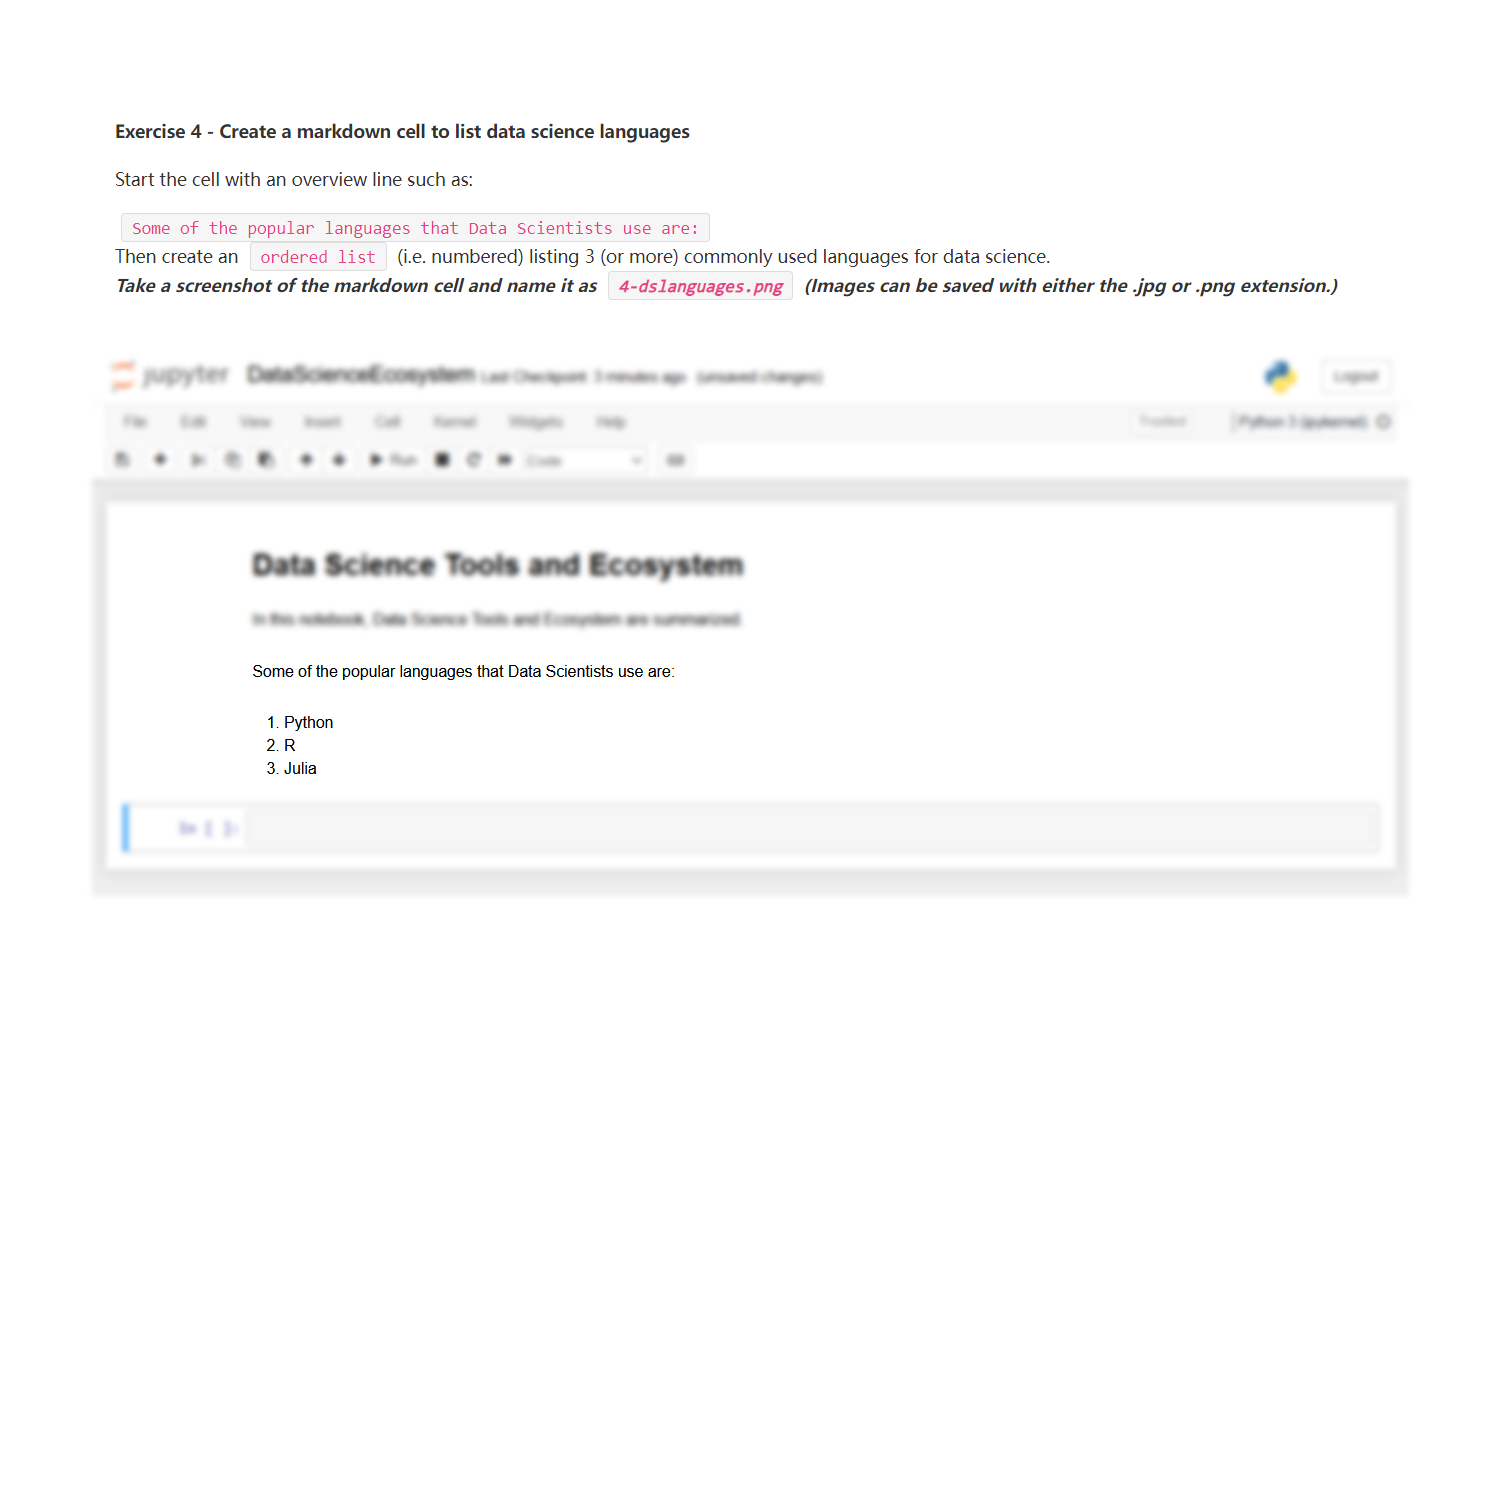 Exercise 4 - Create a markdown cell to list data science languages
Start the cell with an overview line such as:
Some of the popular languages that Data Scientists use are:
Then create an ordered list (i.e. numbered) listing 3 (or more) commonly used languages for data science.
Take a screenshot of the markdown cell and name it as 4-dslanguages.png (Images can be saved with either the .jpg or .png extension.)
jupyter DataScienceEcosystem Last Checkpoint: 3 minutes ago (unsaved changes) Logout
File Edit View Insert Cell Kernel Widgets Help Trusted Python 3 (ipykernel)
Run Code
Data Science Tools and Ecosystem
In this notebook, Data Science Tools and Ecosystem are summarized.
Some of the popular languages that Data Scientists use are:
1. Python
2. R
3. Julia
In [ ]: